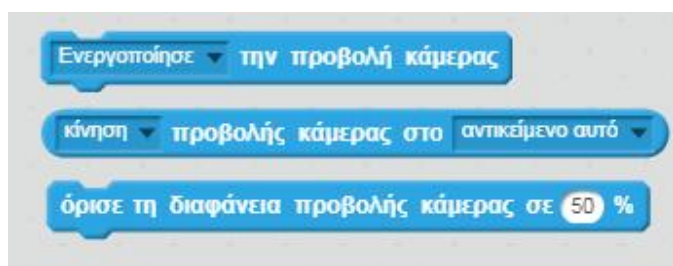 Ενεργοποίησε την προβολή κάμερας
κίνηση προβολής κάμερας στο αντικείμενο αυτό
όρισε τη διαφάνεια προβολής κάμερας σε 50 %